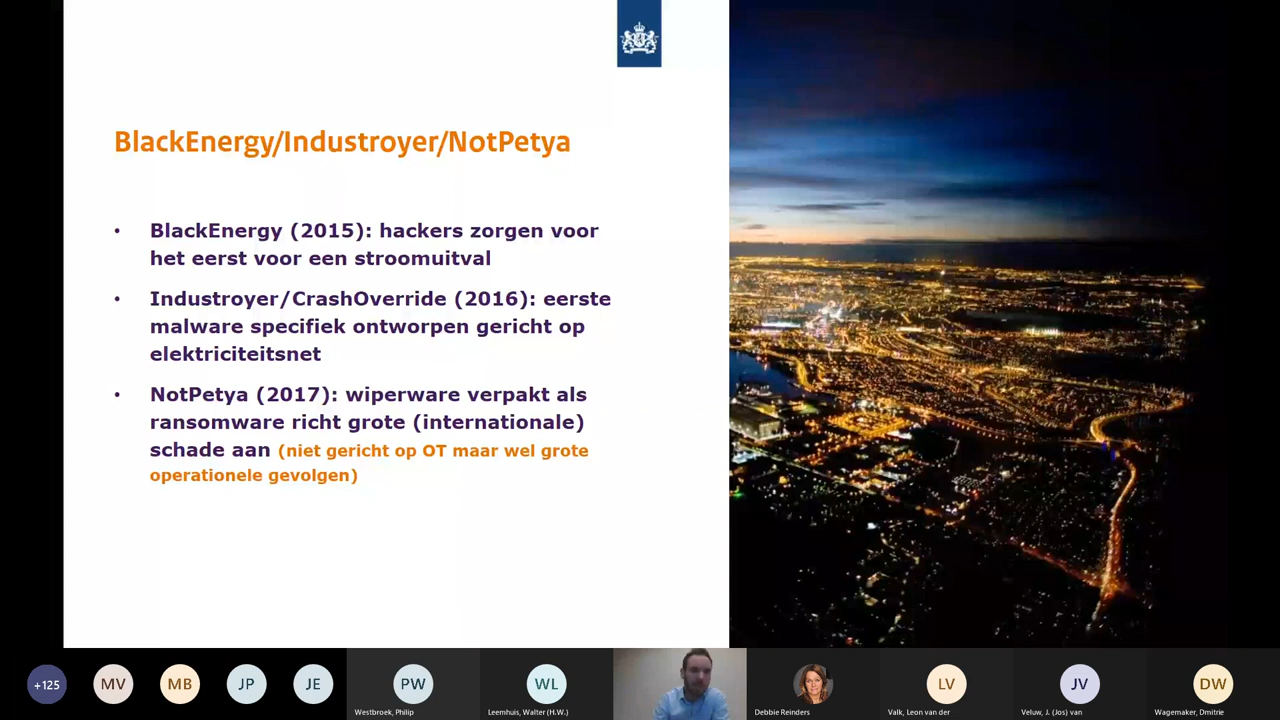 BlackEnergy/Industroyer/NotPetya
• BlackEnergy (2015): hackers zorgen voor
het eerst voor een stroomuitval
• Industroyer/CrashOverride (2016): eerste
malware specifiek ontworpen gericht op
elektriciteitsnet
• NotPetya (2017): wiperware verpakt als
ransomware richt grote (internationale)
schade aan (niet gericht op OT maar wel grote
operationele gevolgen)
+125
MV
MB
JP
JE
PW
Westbroek, Philip
WL
Leemhuis, Walter (H.W.)
Debbie Reinders
LV
Valk, Leon van der
JV
Veluw, J. (Jos) van
DW
Wagemaker, Dmitrie